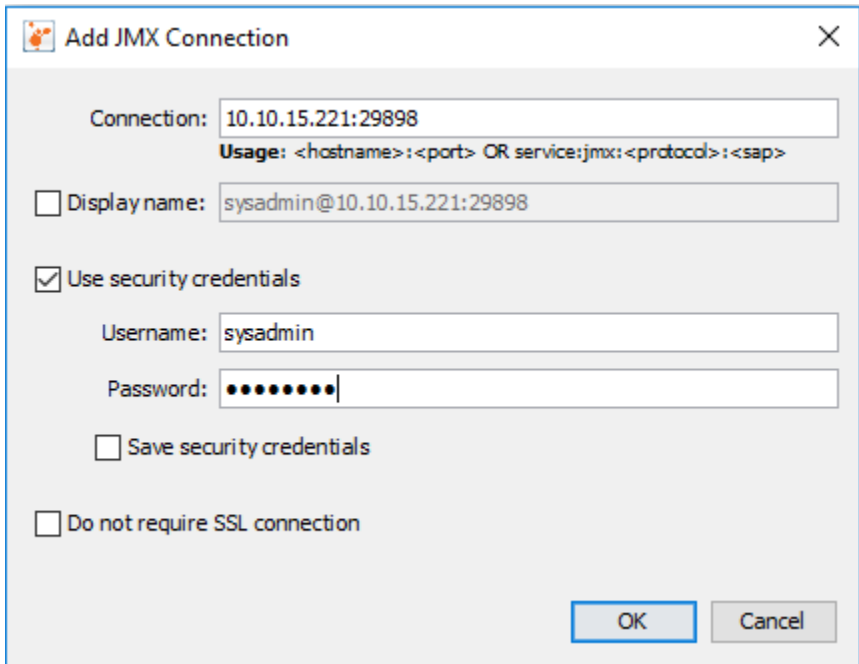 Add JMX Connection
Connection: 10.10.15.221:29898
Usage: <hostname>:<port> OR service:jmx:<protocol>:<sap>
Display name: sysadmin@10.10.15.221:29898
Use security credentials
Username: sysadmin
Password: ●●●●●●●●
Save security credentials
Do not require SSL connection
OK Cancel